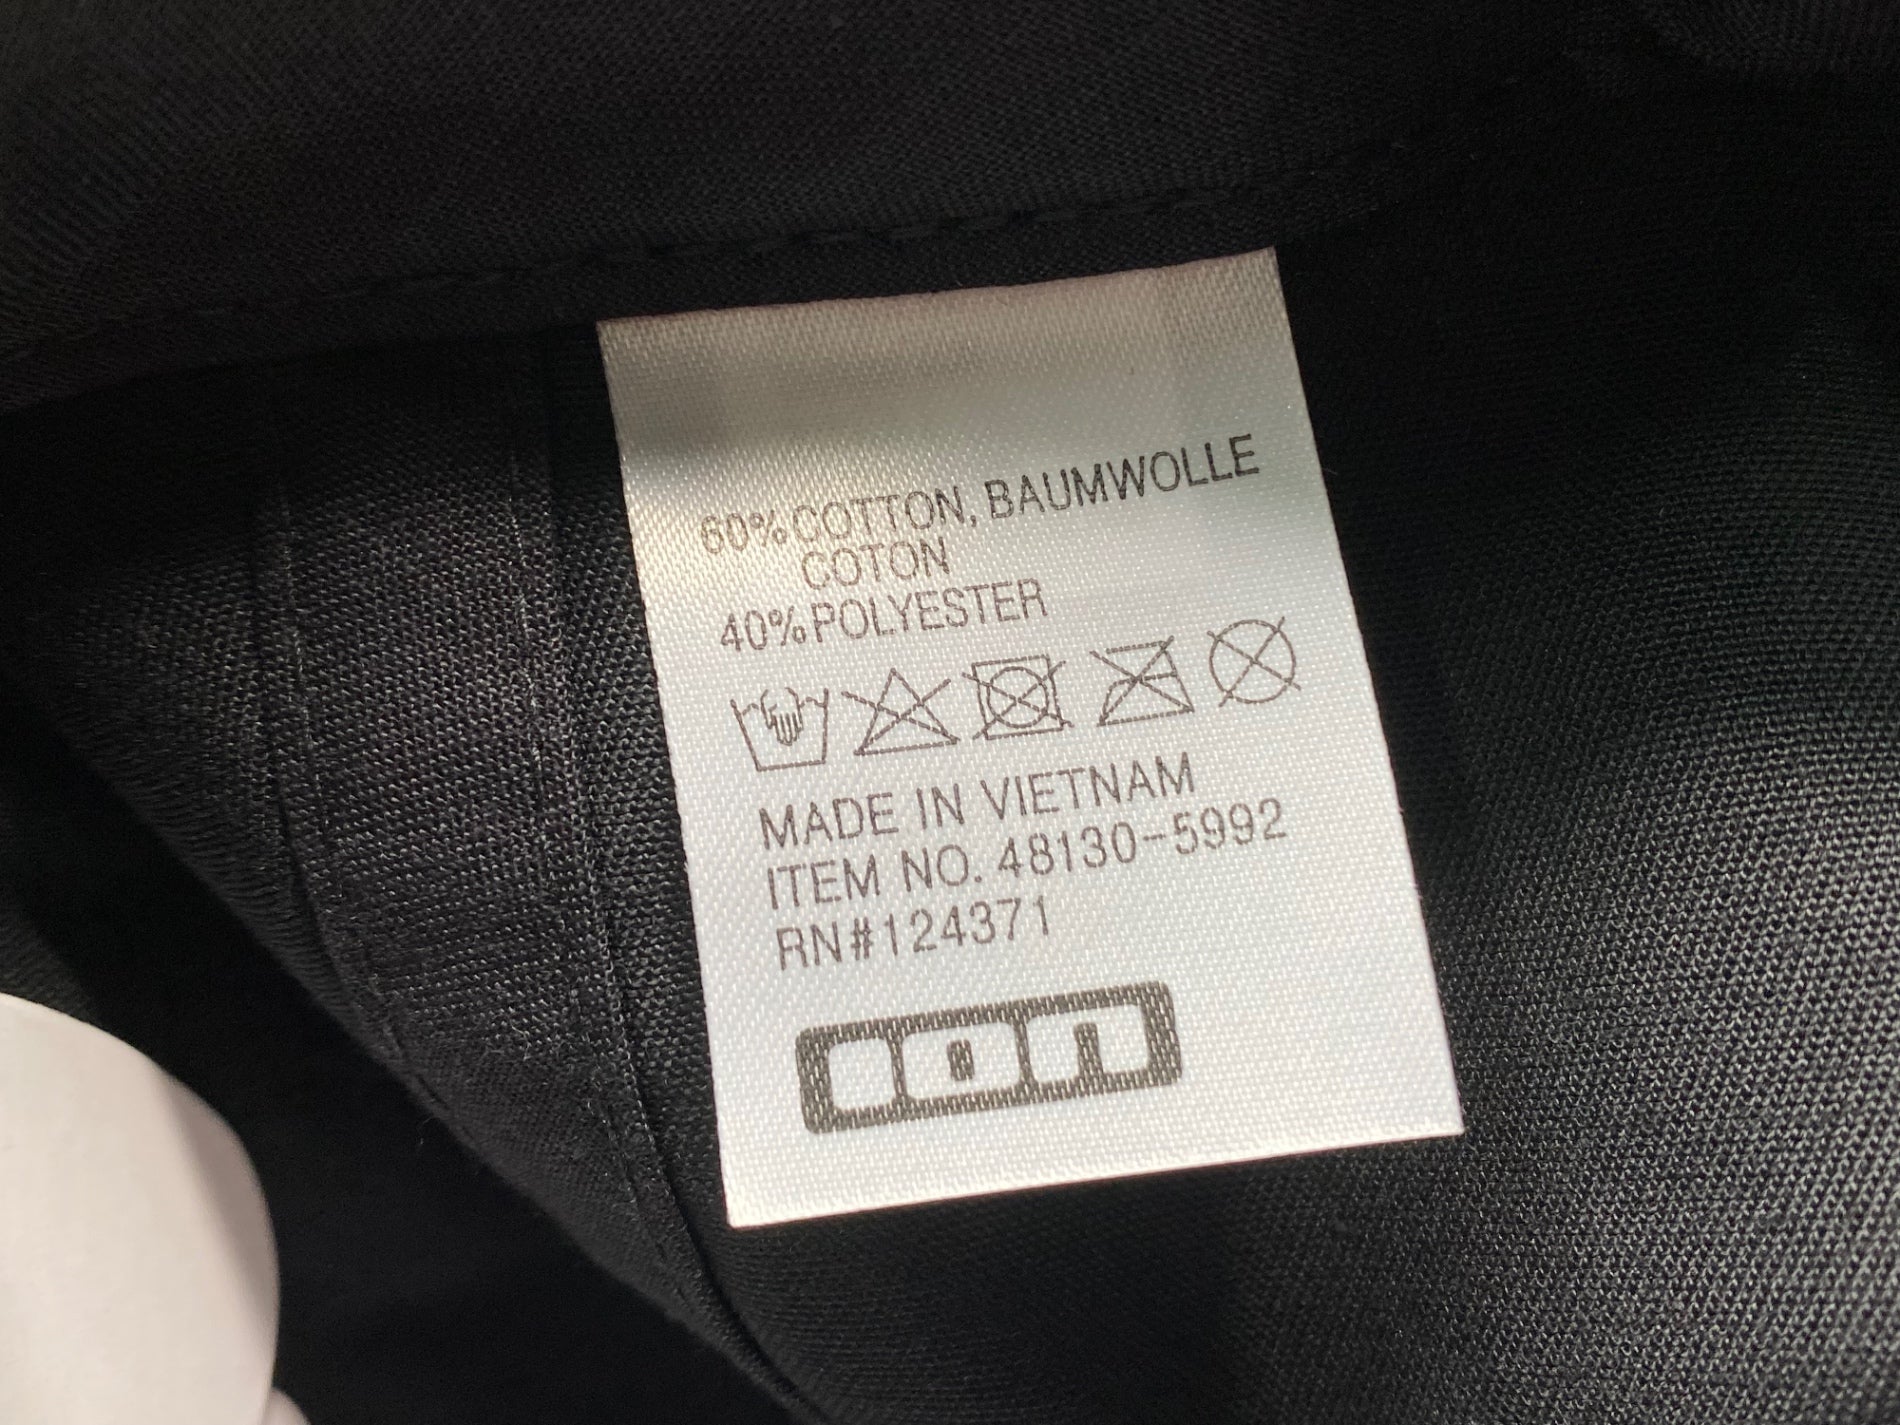 60% COTTON, BAUMWOLLE
COTON
40% POLYESTER
MADE IN VIETNAM
ITEM NO. 48130-5992
RN#124371
ion